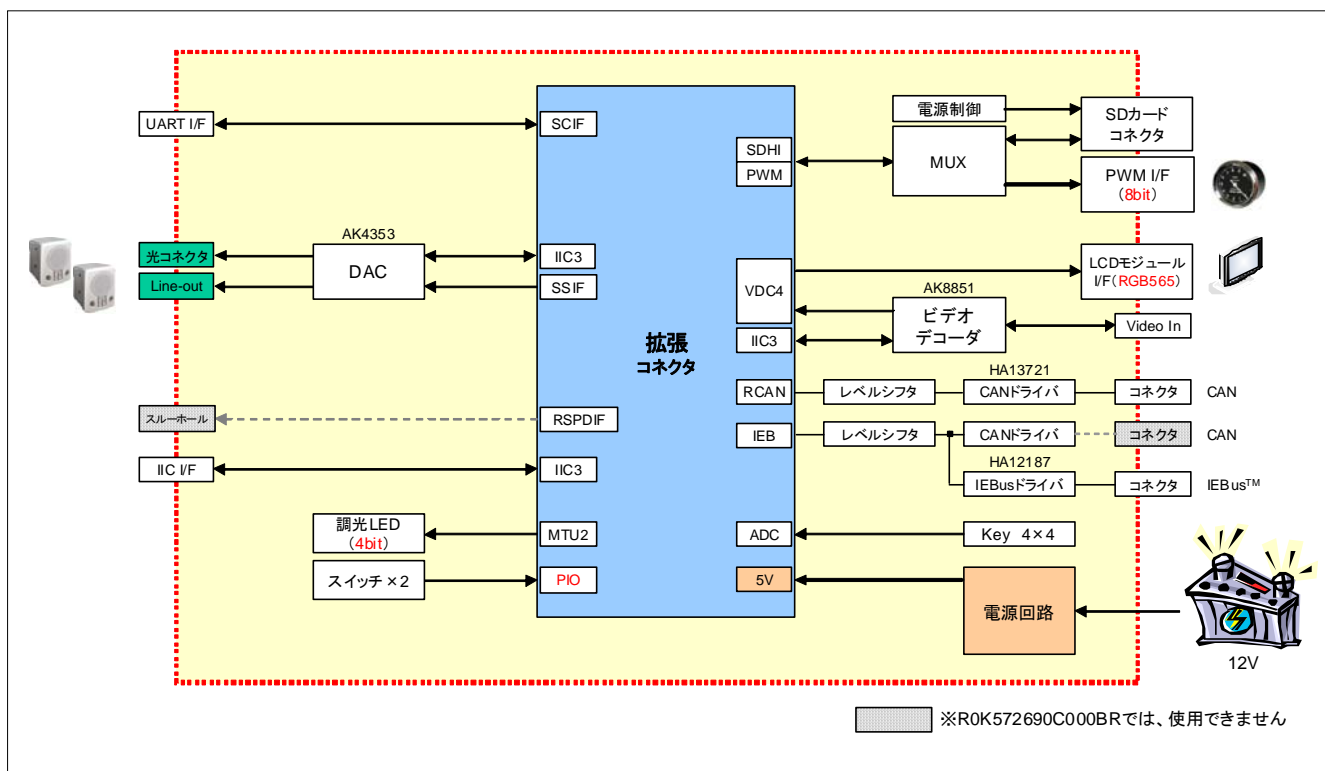 UART I/F
SCIF
電源制御
SDカード
コネクタ
SDHI
PWM
MUX
PWM I/F
(8bit)
AK4353
光コネクタ
Line-out
DAC
IIC3
SSIF
VDC4
IIC3
AK8851
ビデオ
デコーダ
LCDモジュール
I/F(RGB565)
Video In
拡張
コネクタ
HA13721
RCAN
レベルシフタ
CANドライバ
コネクタ
CAN
スルーホール
RSPDIF
IEB
レベルシフタ
CANドライバ
コネクタ
CAN
HA12187
IEBusドライバ
コネクタ
IEBus™
IIC I/F
IIC3
調光LED
(4bit)
MTU2
ADC
Key 4×4
スイッチ×2
PIO
5V
電源回路
12V
※R0K572690C000BRでは、使用できません